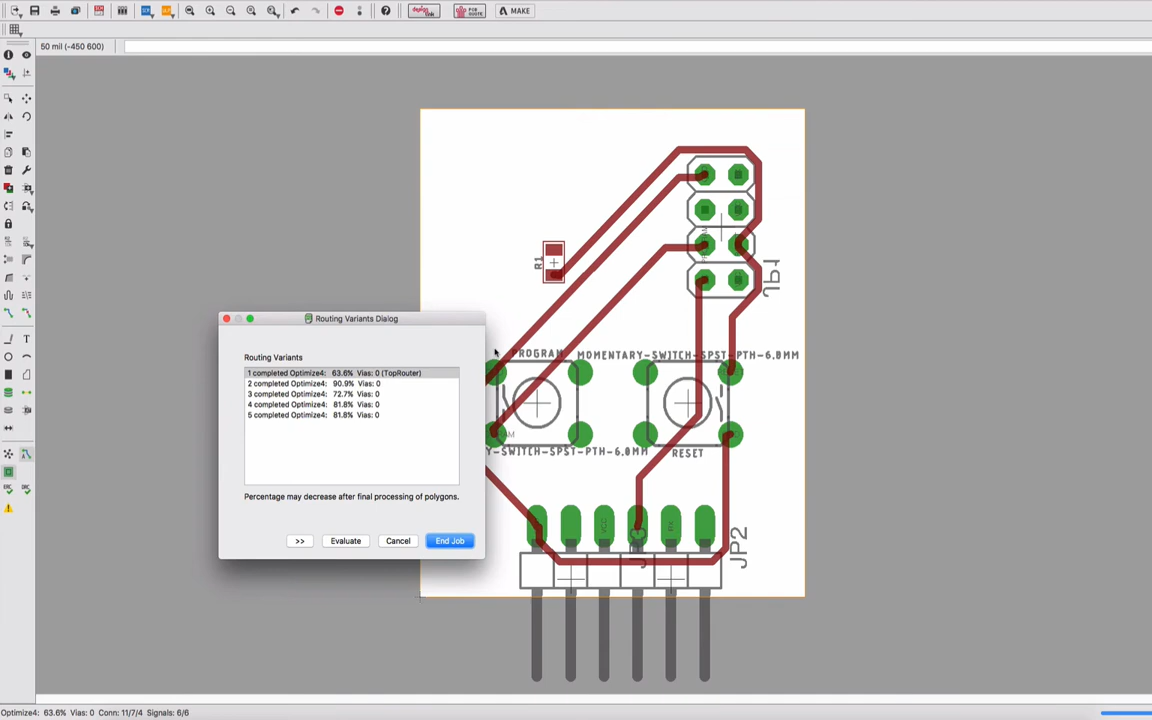 MAKE
50 mil (-450 600)
R1
PROGRAM
MOMENTARY-SWITCH-SPST-PTH-6.0MM
Y-SWITCH-SPST-PTH-6.0MM
RESET
VCC
JP2
Routing Variants Dialog
Routing Variants
1 completed Optimize4: 63.6% Vias: 0 (TopRouter)
2 completed Optimize4: 90.9% Vias: 0
3 completed Optimize4: 72.7% Vias: 0
4 completed Optimize4: 81.8% Vias: 0
5 completed Optimize4: 81.8% Vias: 0
Percentage may decrease after final processing of polygons.
>>
Evaluate
Cancel
End Job
Optimize4: 63.6% Vias: 0 Conn: 11/7/4 Signals: 6/6